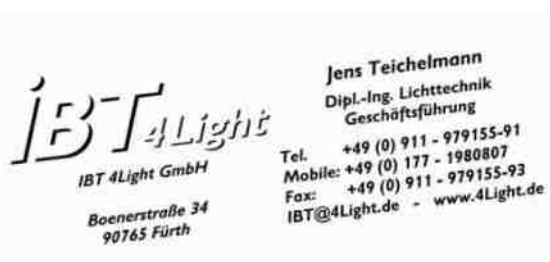 iBT 4Light
IBT 4Light GmbH
Boenerstraße 34
90765 Fürth
Jens Teichelmann
Dipl.-Ing. Lichttechnik
Geschäftsführung
Tel. +49 (0) 911 - 979155-91
Mobile: +49 (0) 177 - 1980807
Fax: +49 (0) 911 - 979155-93
IBT@4Light.de - www.4Light.de